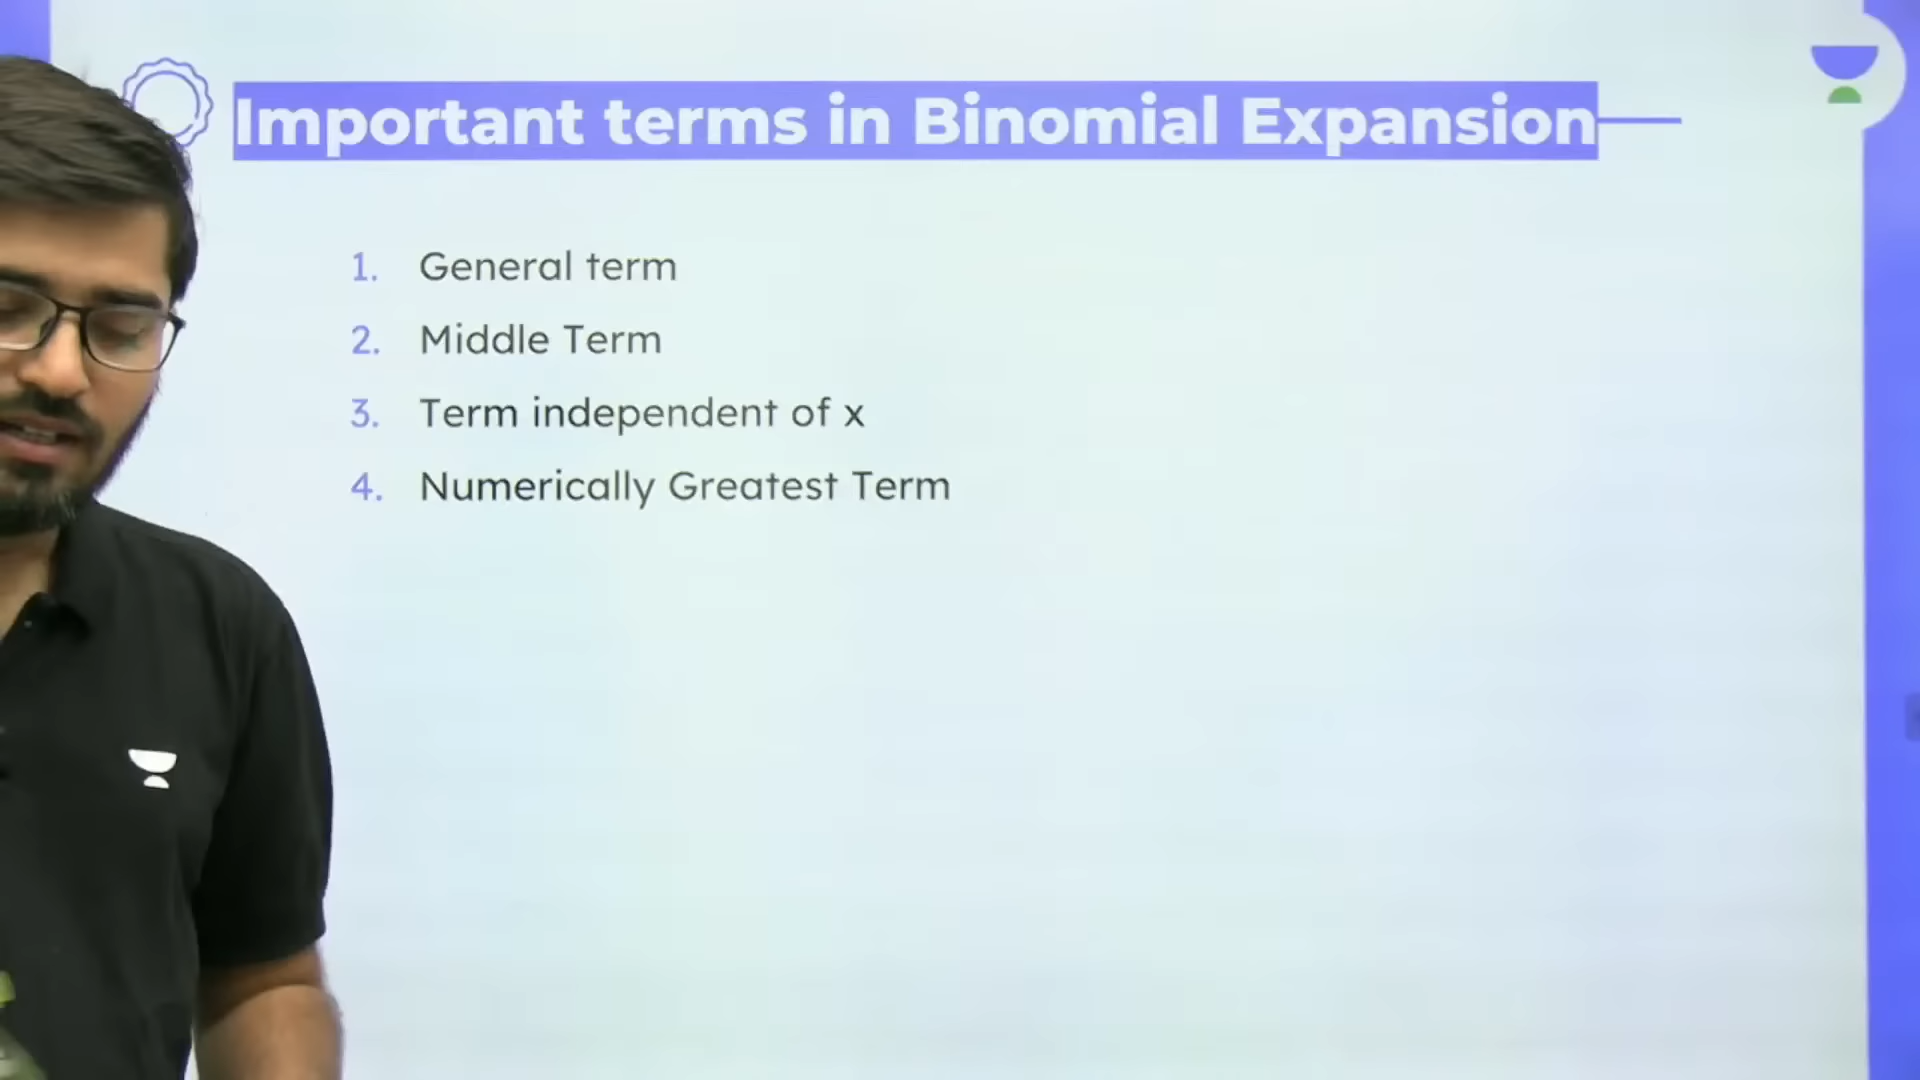 Important terms in Binomial Expansion
1. General term
2. Middle Term
3. Term independent of x
4. Numerically Greatest Term